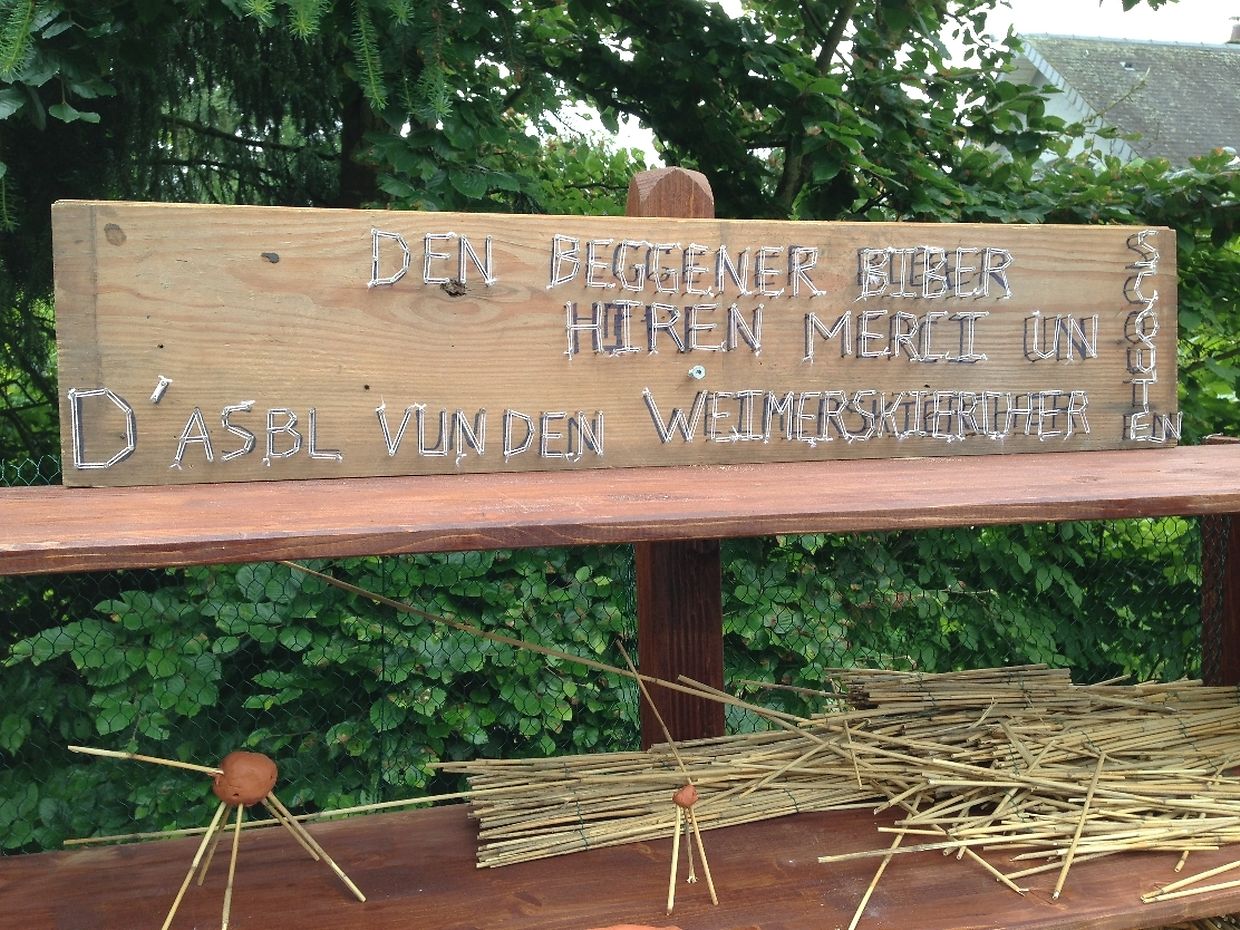 DEN BEGGENER BIBER
HIREN MERCI UN
D'ASBL VUN DEN WEIMERSKIERCHER
SCOUTEN